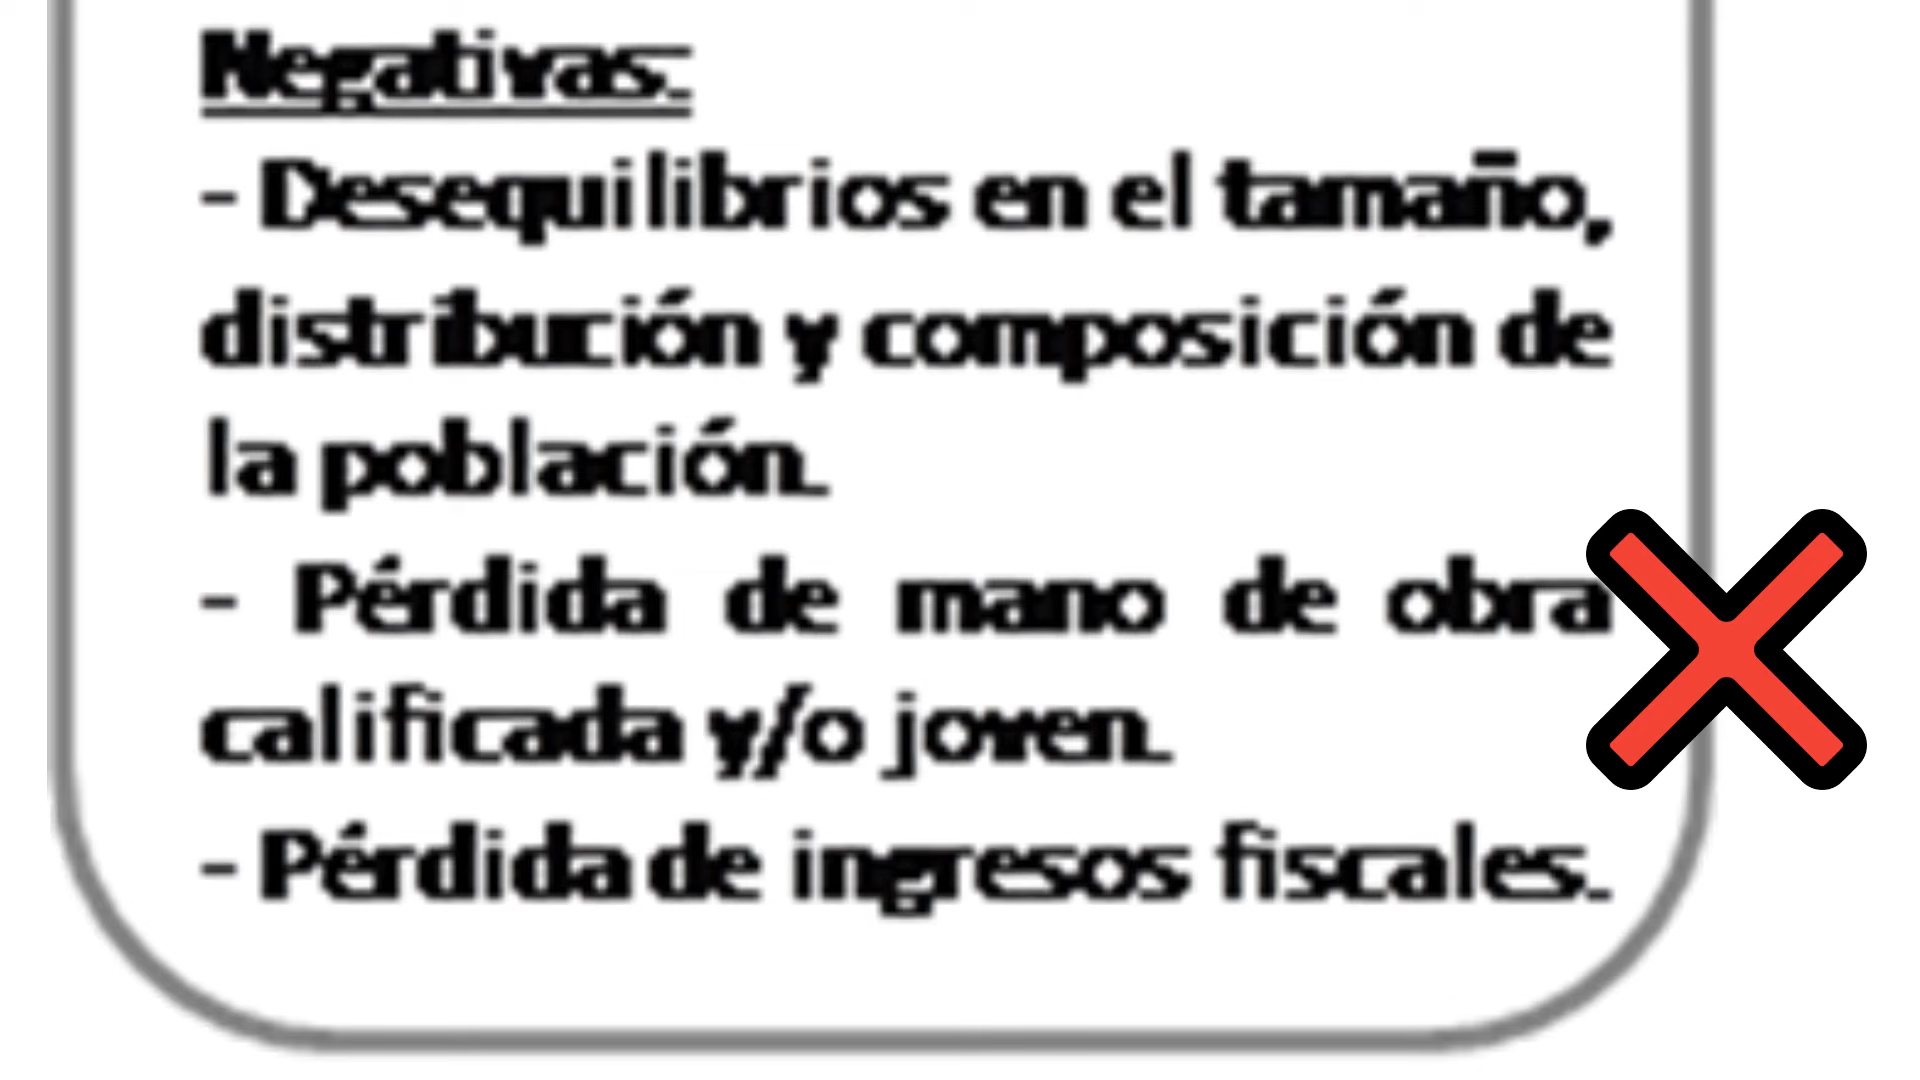 Negativas.
- Desequilibrios en el tamaño,
distribución y composición de
la población.
- Pérdida de mano de obra
calificada y/o joven.
- Pérdida de ingresos fiscales.